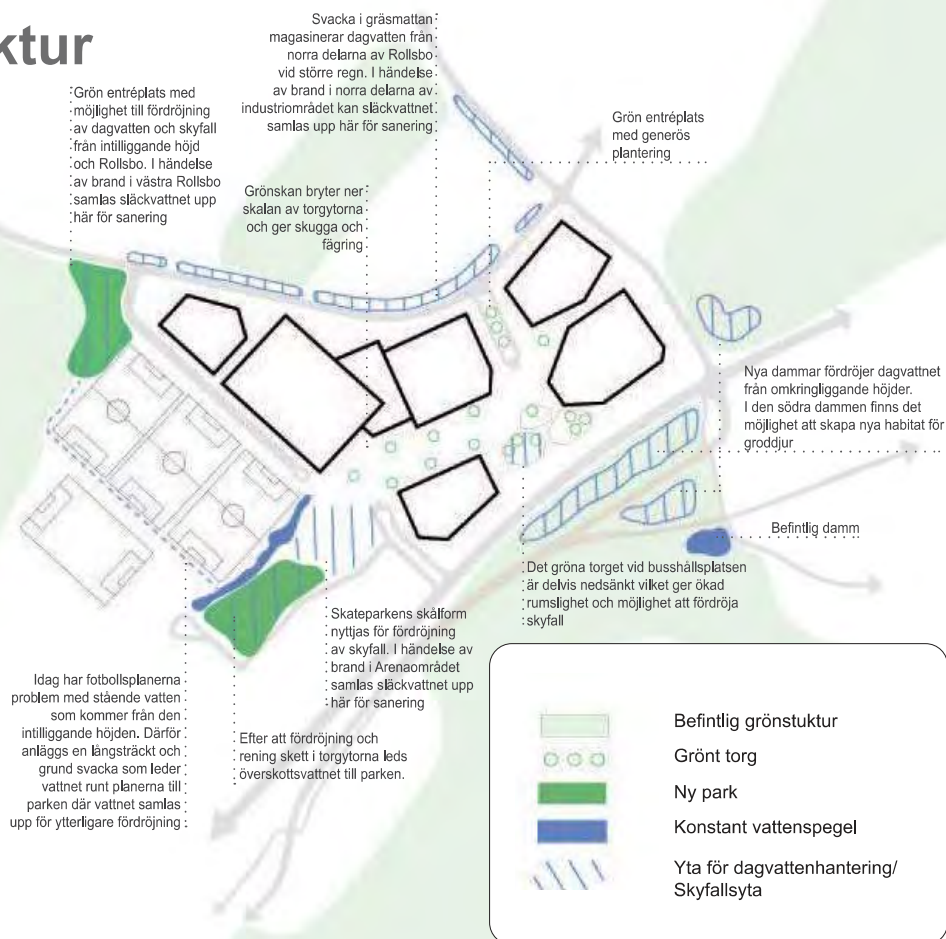 ktur
Svacka i gräsmattan
magasinerar dagvatten från
norra delarna av Rollsbo
vid större regn. I händelse
av brand i norra delarna av
industriområdet kan släckvattnet
samlas upp här för sanering
Grön entréplats med
möjlighet till fördröjning
av dagvatten och skyfall
från intilliggande höjd
och Rollsbo. I händelse
av brand i västra Rollsbo
samlas släckvattnet upp
här för sanering
Grön entréplats
med generös
plantering
Grönskan bryter ner
skalan av torgytorna
och ger skugga och
fägring
Nya dammar fördröjer dagvattnet
från omkringliggande höjder.
I den södra dammen finns det
möjlighet att skapa nya habitat för
groddjur
Befintlig damm
Det gröna torget vid busshållsplatsen
är delvis nedsänkt vilket ger ökad
rumslighet och möjlighet att fördröja
skyfall
Skateparkens skålform
nyttjas för fördröjning
av skyfall. I händelse av
brand i Arenaområdet
samlas släckvattnet upp
här för sanering
Idag har fotbollsplanerna
problem med stående vatten
som kommer från den
intilliggande höjden. Därför
anläggs en långsträckt och
grund svacka som leder
vattnet runt planerna till
parken där vattnet samlas
upp för ytterligare fördröjning
Efter att fördröjning och
rening skett i torgytorna leds
överskottsvattnet till parken.
Befintlig grönstuktur
Grönt torg
Ny park
Konstant vattenspegel
Yta för dagvattenhantering/
Skyfallsyta